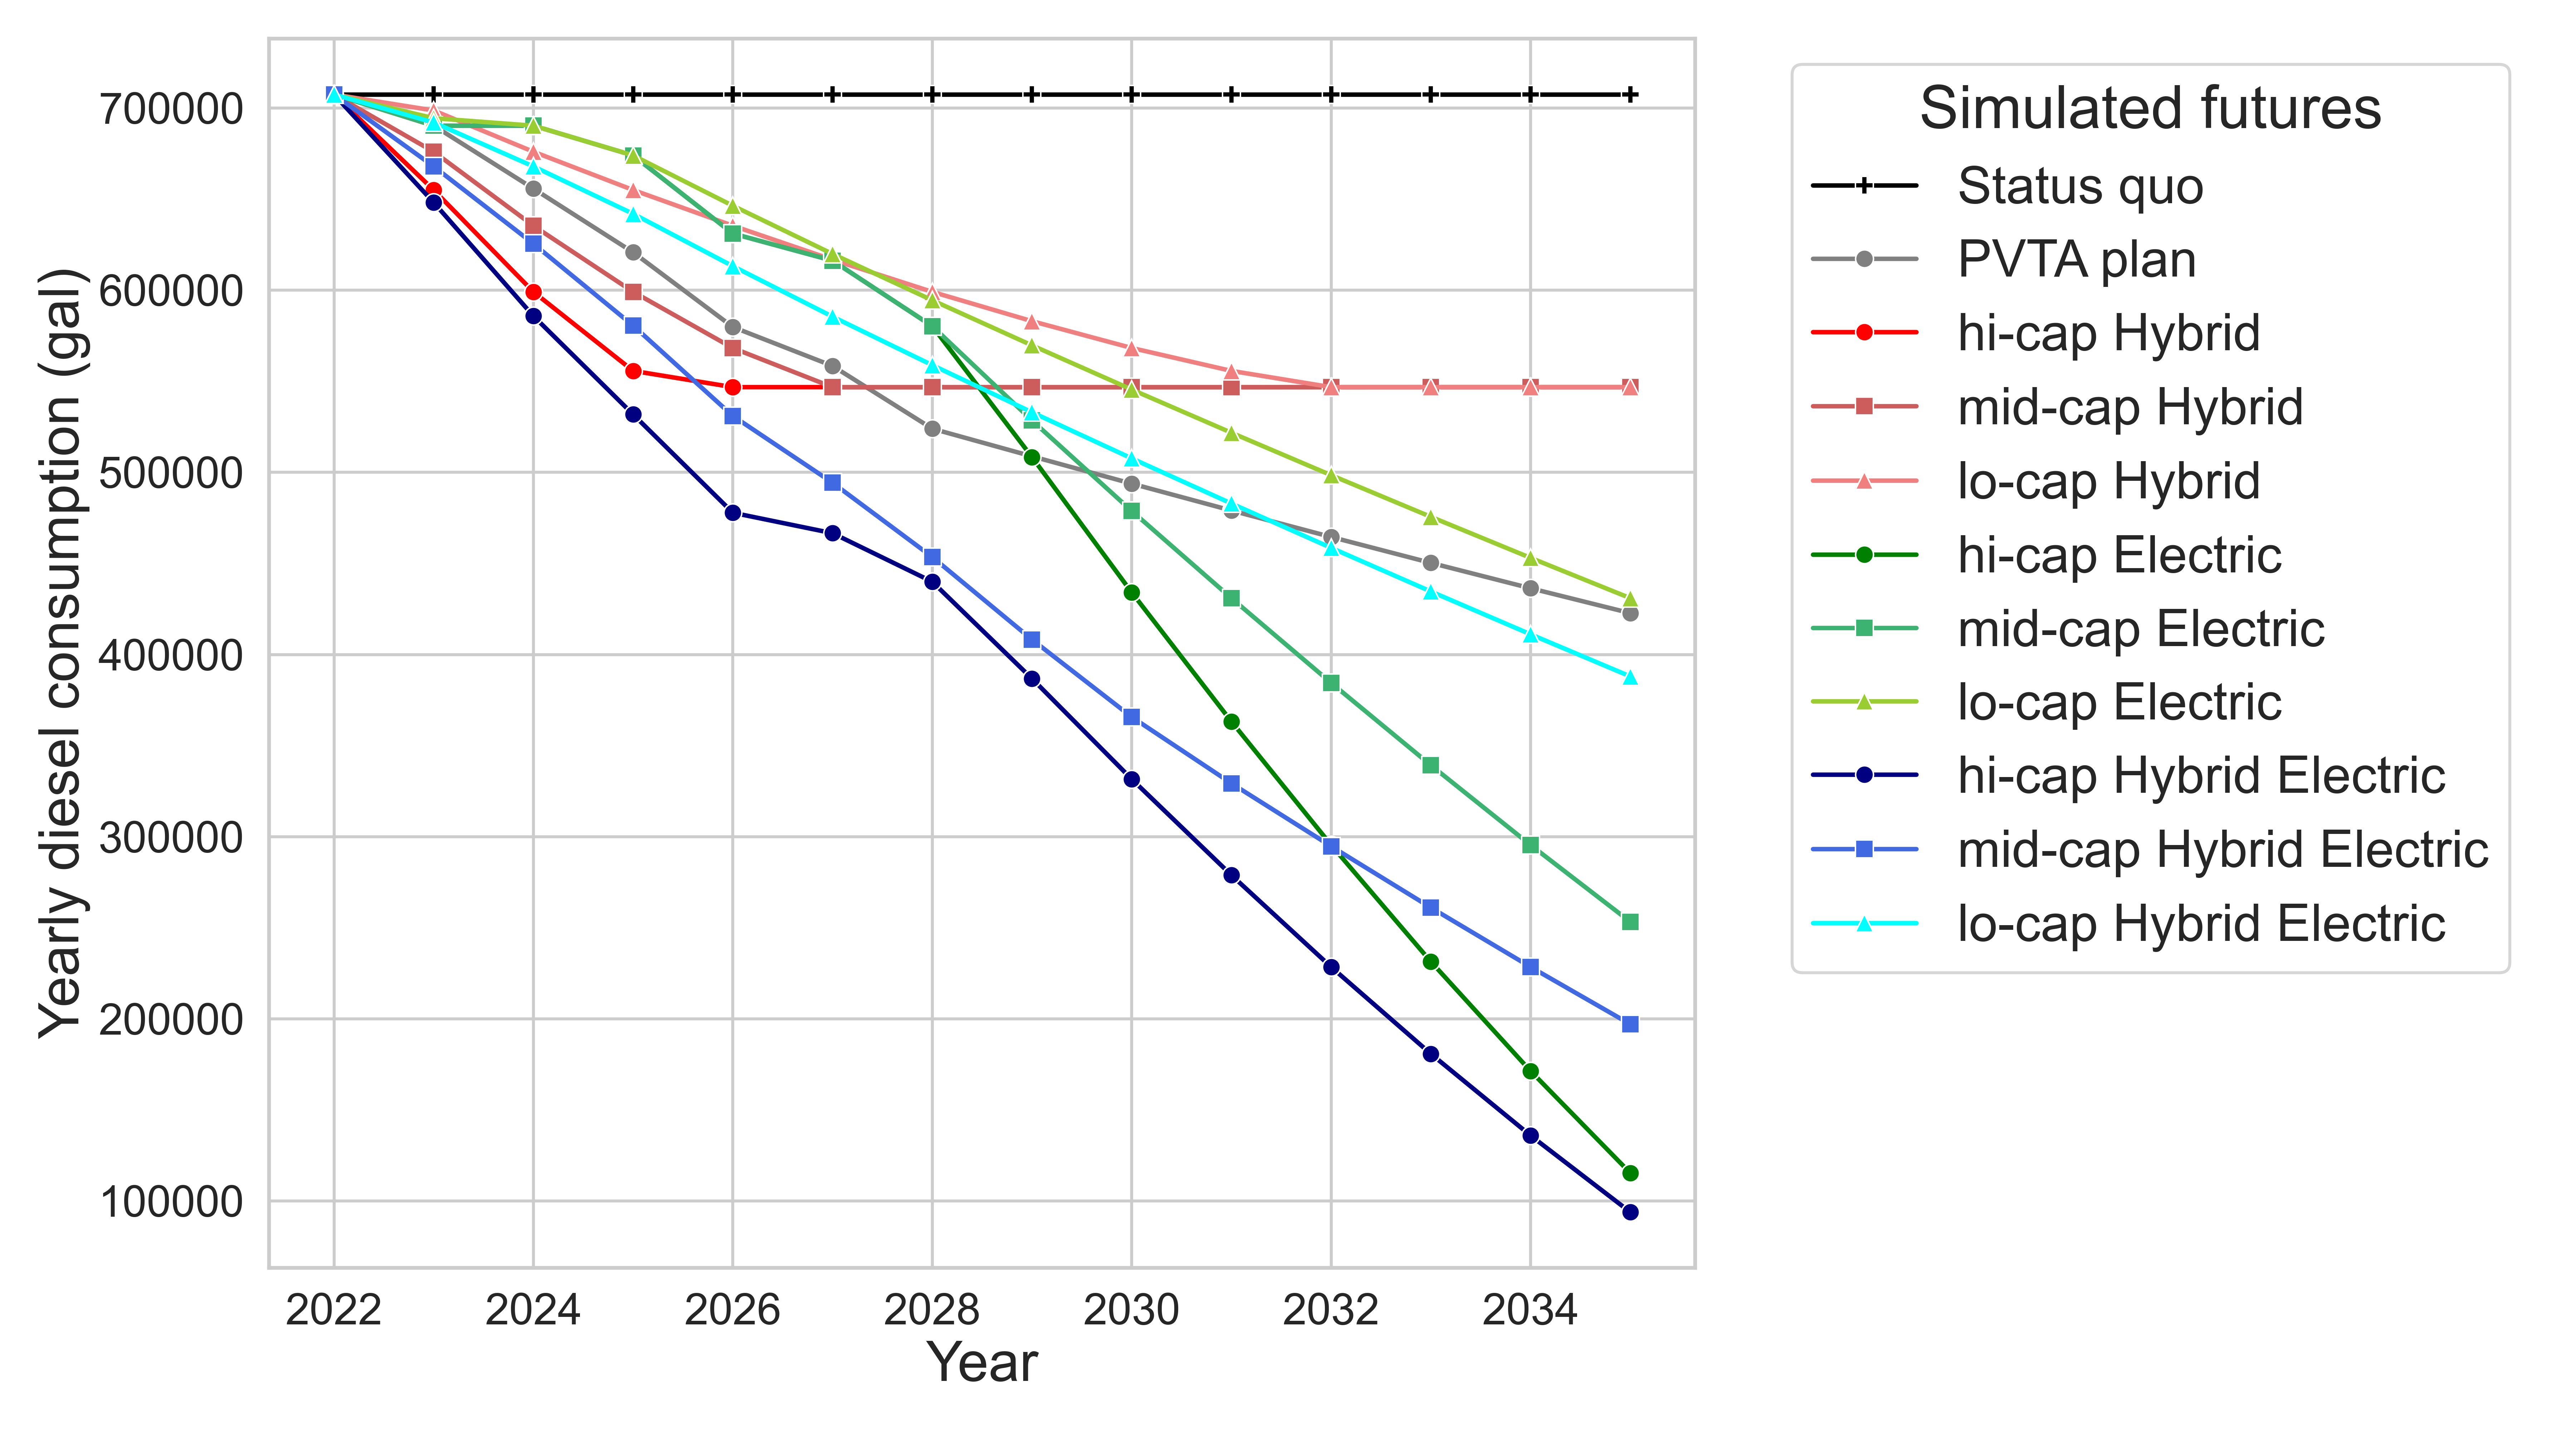 Yearly diesel consumption (gal)
700000
600000
500000
400000
300000
200000
100000
2022 2024 2026 2028 2030 2032 2034
Year
Simulated futures
Status quo
PVTA plan
hi-cap Hybrid
mid-cap Hybrid
lo-cap Hybrid
hi-cap Electric
mid-cap Electric
lo-cap Electric
hi-cap Hybrid Electric
mid-cap Hybrid Electric
lo-cap Hybrid Electric